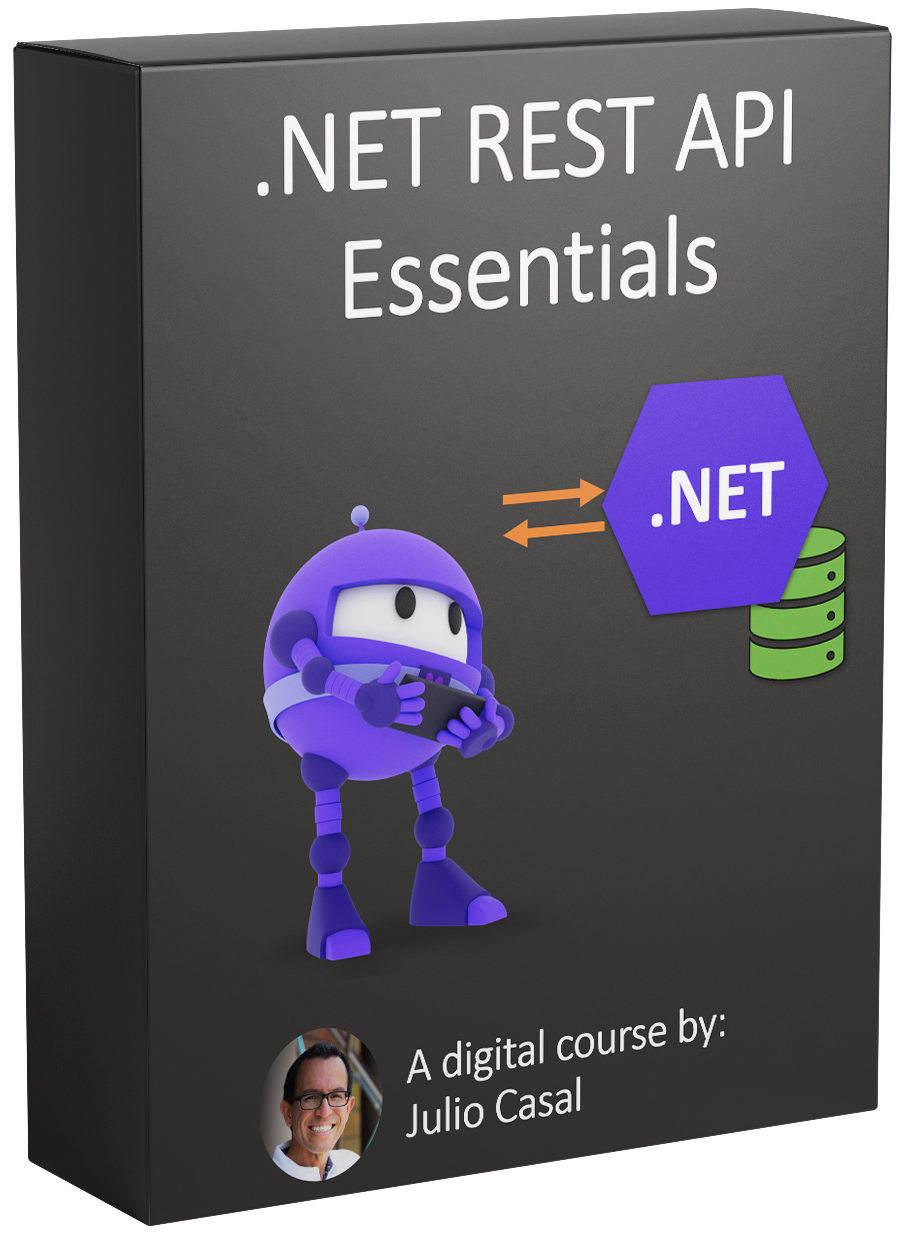 .NET REST API
Essentials
.NET
A digital course by:
Julio Casal